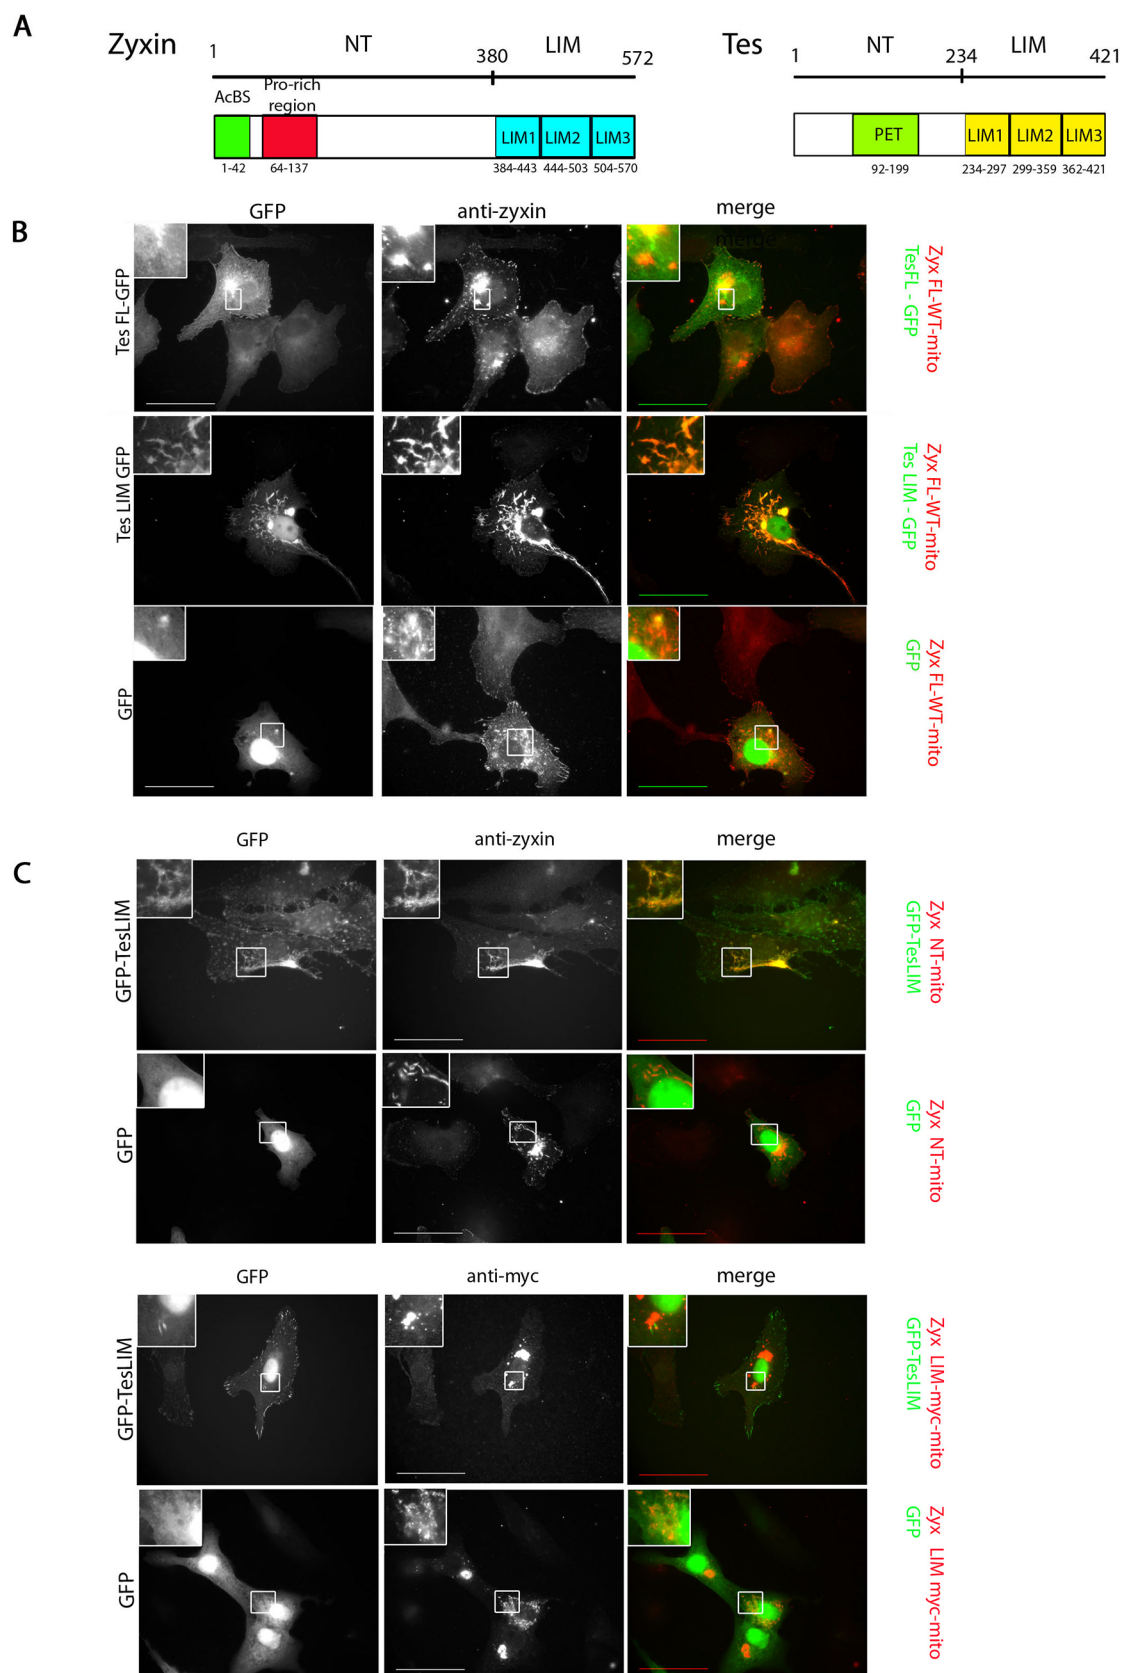 A
Zyxin
1
NT
380
LIM
572
Tes
1
NT
234
LIM
421
AcBS
Pro-rich
region
LIM1
LIM2
LIM3
1-42
64-137
384-443
444-503
504-570
PET
LIM1
LIM2
LIM3
92-199
234-297
299-359
362-421
B
GFP
anti-zyxin
merge
merge
Tes FL-GFP
Zyx FL-WT-mito
TesFL - GFP
Tes LIM GFP
Zyx FL-WT-mito
Tes LIM - GFP
GFP
Zyx FL-WT-mito
GFP
C
GFP
anti-zyxin
merge
GFP-TesLIM
Zyx NT-mito
GFP-TesLIM
GFP
Zyx NT-mito
GFP
GFP
anti-myc
merge
GFP-TesLIM
Zyx LIM-myc-mito
GFP-TesLIM
GFP
Zyx LIM myc-mito
GFP